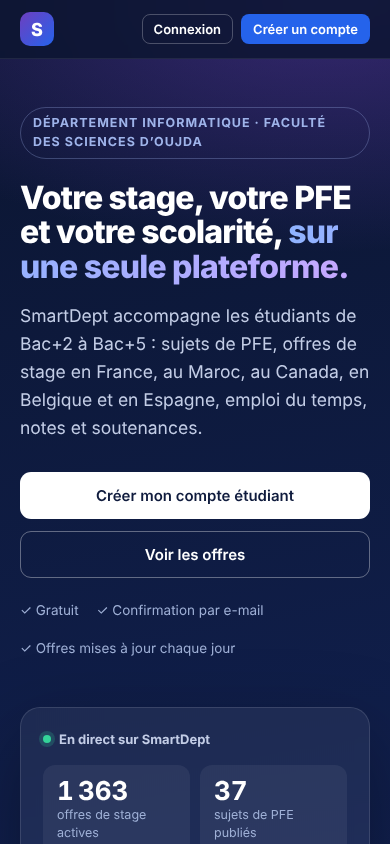 S
Connexion
Créer un compte
DÉPARTEMENT INFORMATIQUE · FACULTÉ
DES SCIENCES D’OUJDA
Votre stage, votre PFE
et votre scolarité, sur
une seule plateforme.
SmartDept accompagne les étudiants de
Bac+2 à Bac+5 : sujets de PFE, offres de
stage en France, au Maroc, au Canada, en
Belgique et en Espagne, emploi du temps,
notes et soutenances.
Créer mon compte étudiant
Voir les offres
✓ Gratuit
✓ Confirmation par e-mail
✓ Offres mises à jour chaque jour
En direct sur SmartDept
1 363
offres de stage
actives
37
sujets de PFE
publiés